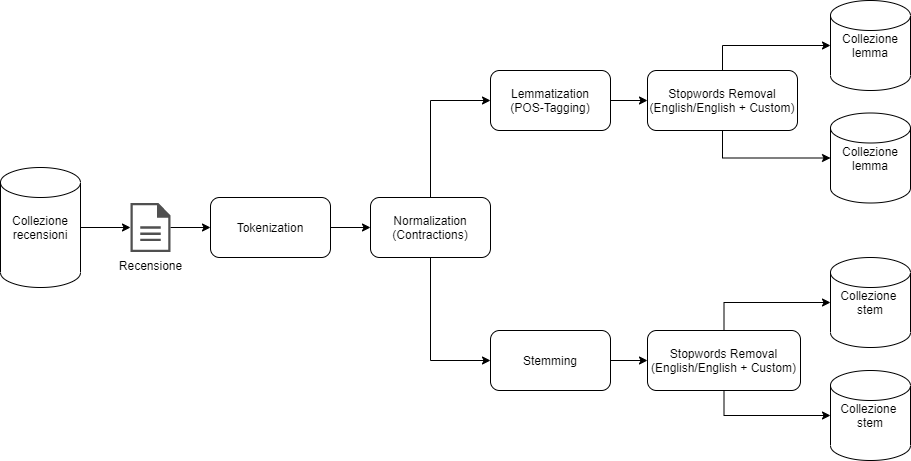 Collezione
recensioni
Recensione
Tokenization
Normalization
(Contractions)
Lemmatization
(POS-Tagging)
Stopwords Removal
(English/English + Custom)
Collezione
lemma
Collezione
lemma
Stemming
Stopwords Removal
(English/English + Custom)
Collezione
stem
Collezione
stem